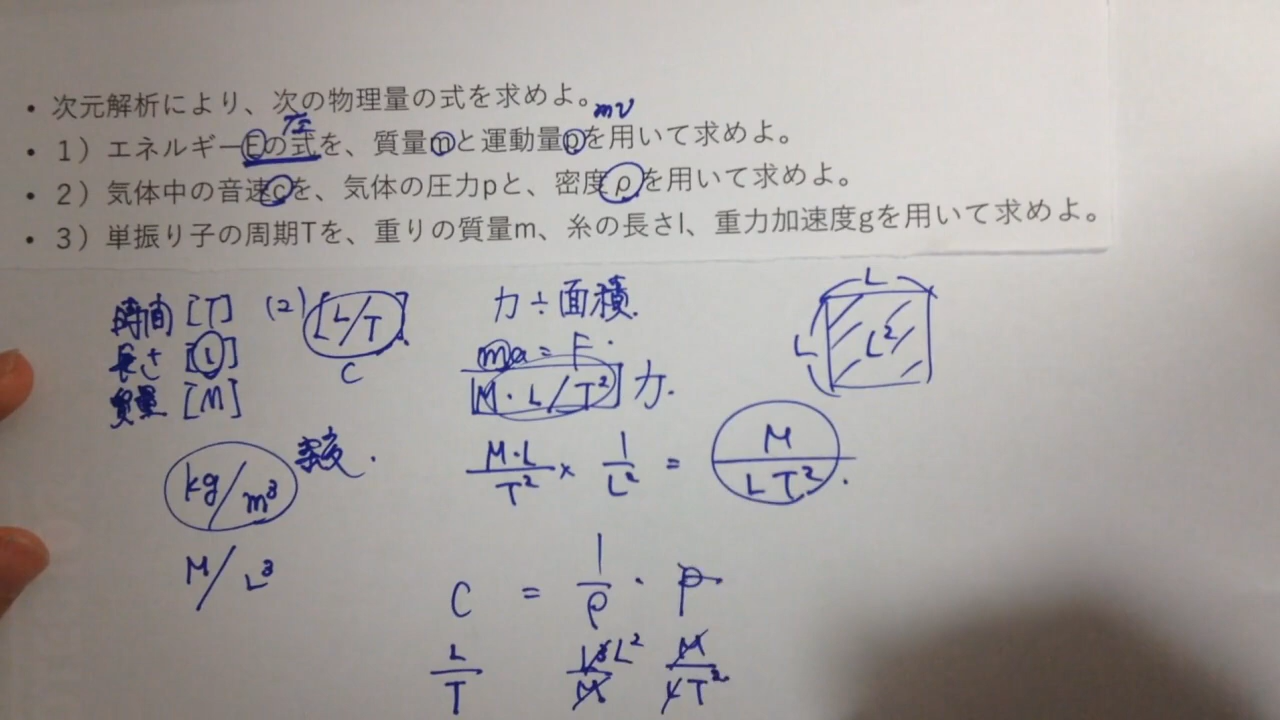 • 次元解析により、次の物理量の式を求めよ。
mv
• 1）エネルギーEの式を、質量mと運動量pを用いて求めよ。
• 2）気体中の音速cを、気体の圧力pと、密度ρを用いて求めよ。
• 3）単振り子の周期Tを、重りの質量m、糸の長さl、重力加速度gを用いて求めよ。
時間 [T] (2) [L/T]
長さ [L]
C
質量 [M]
力÷面積.
ma = F.
[M・L/T²] 力.
L
L L²
kg/m³ 密度.
M/L³
M・L/T² × 1/L² = M/LT².
C = 1/ρ・P
L/T L³L²/M M/LT²